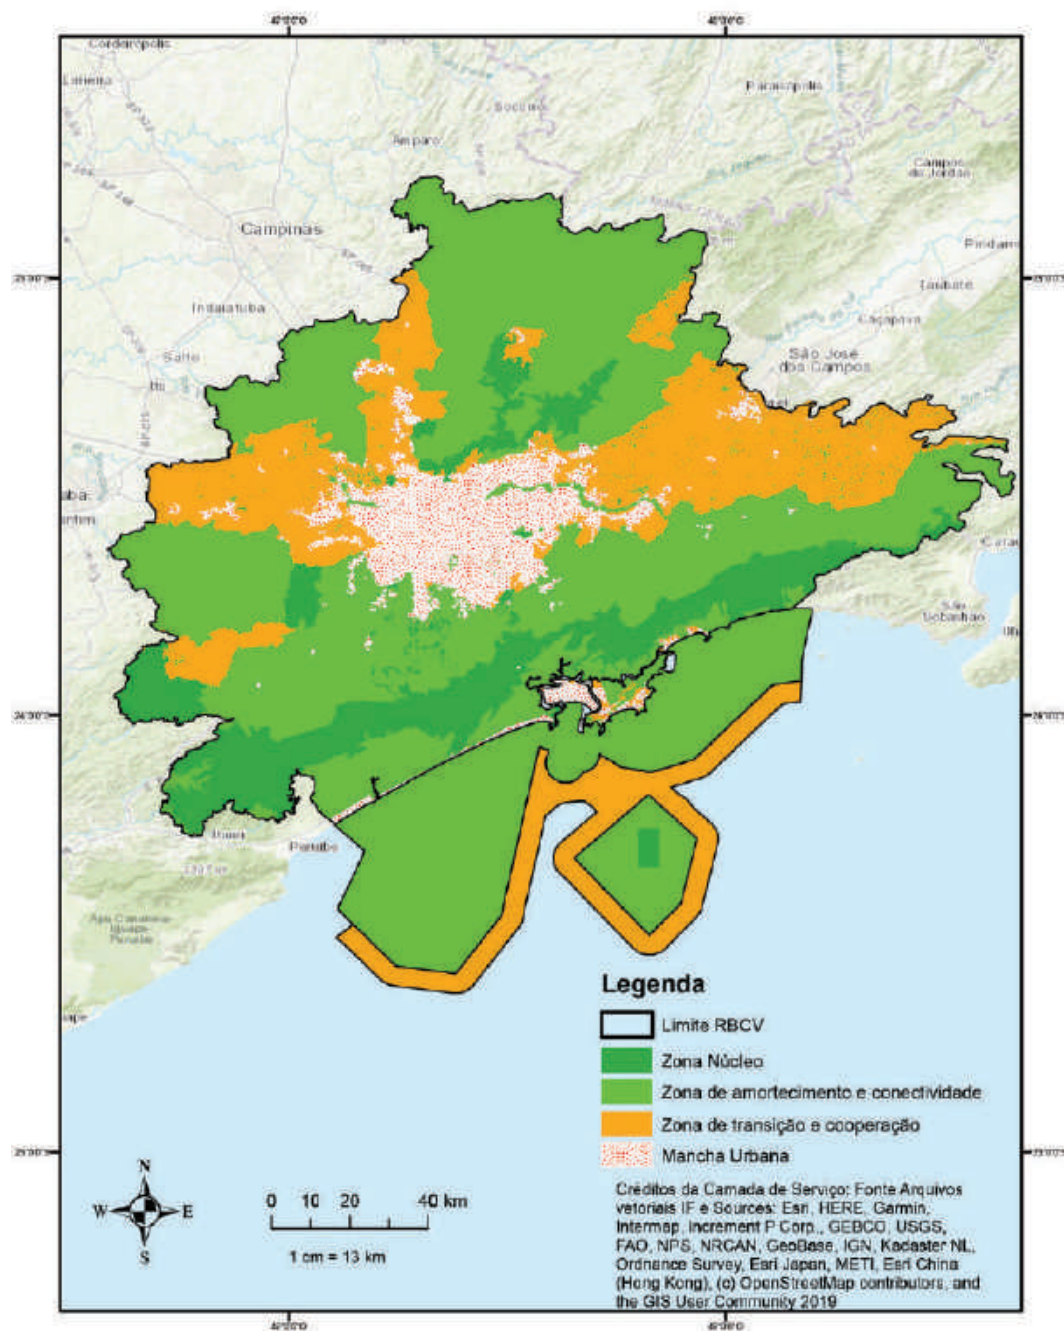 Cordeirópolis
Limeira
Paraisópolis
Socorro
Amparo
Campos
do Jordão
MINAS GERAIS
Campinas
Taubaté
Indaiatuba
Caçapava
Salto
São José
dos Campos
Itu
São
Sebastião
Peruíbe
Legenda
Limite RBCV
Zona Núcleo
Zona de amortecimento e conectividade
Zona de transição e cooperação
Mancha Urbana
N
W E
S
0 10 20 40 km
1 cm = 13 km
Créditos da Camada de Serviço: Fonte Arquivos
vetoriais IF e Sources: Esri, HERE, Garmin,
Intermap, Increment P Corp., GEBCO, USGS,
FAO, NPS, NRCAN, GeoBase, IGN, Kadaster NL,
Ordnance Survey, Esri Japan, METI, Esri China
(Hong Kong), (c) OpenStreetMap contributors, and
the GIS User Community 2019